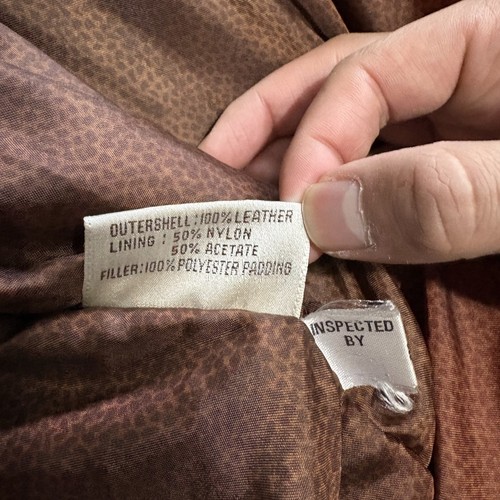 OUTERSHELL:100% LEATHER
LINING : 50% NYLON
50% ACETATE
FILLER:100% POLYESTER PADDING
INSPECTED
BY